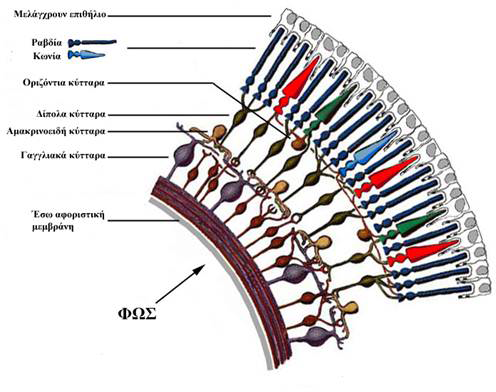 Μελάγχρουν επιθήλιο
Ραβδία
Κωνία
Οριζόντια κύτταρα
Δίπολα κύτταρα
Αμακρινοειδή κύτταρα
Γαγγλιακά κύτταρα
Έσω αφοριστική
μεμβράνη
ΦΩΣ